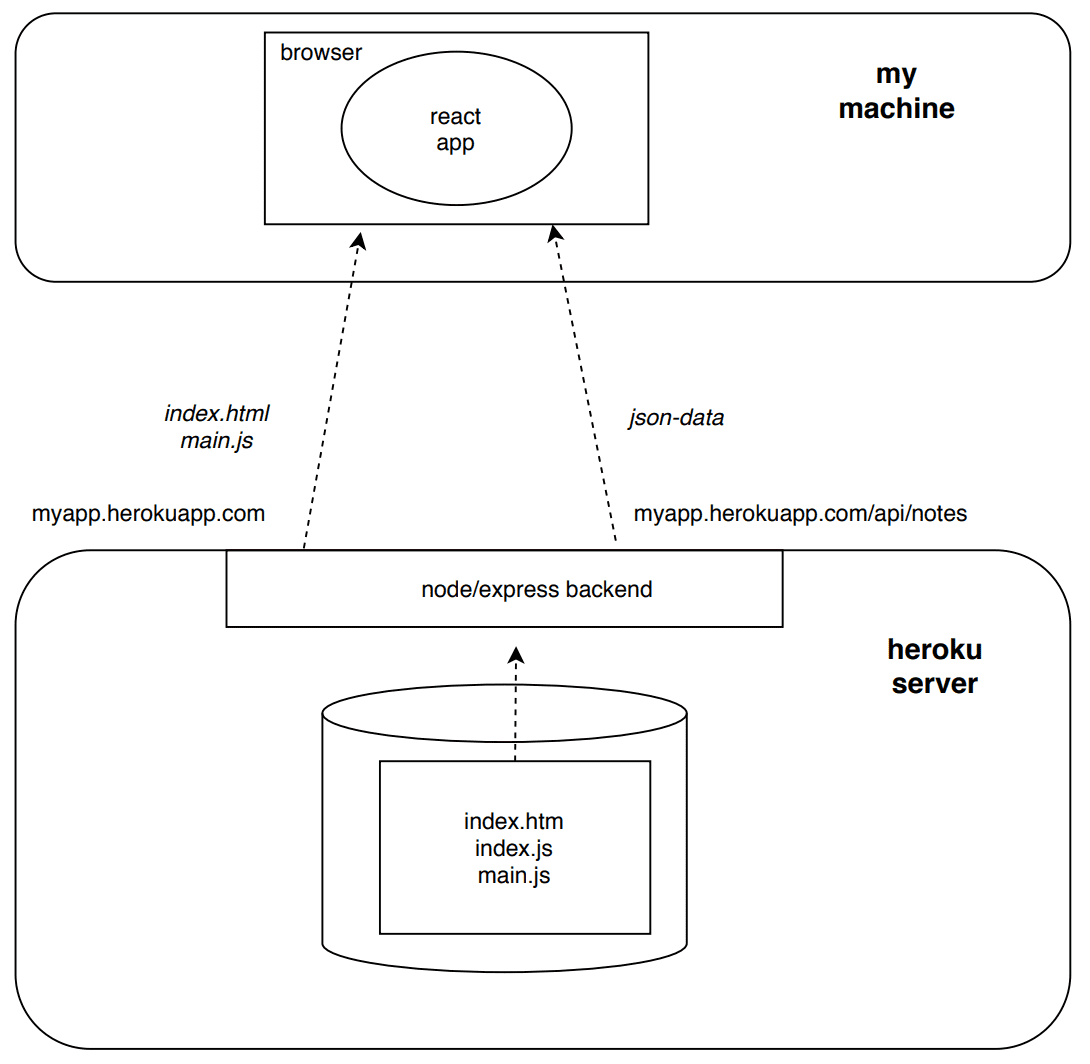 browser
react
app
my
machine
index.html
main.js
json-data
myapp.herokuapp.com
myapp.herokuapp.com/api/notes
node/express backend
heroku
server
index.htm
index.js
main.js